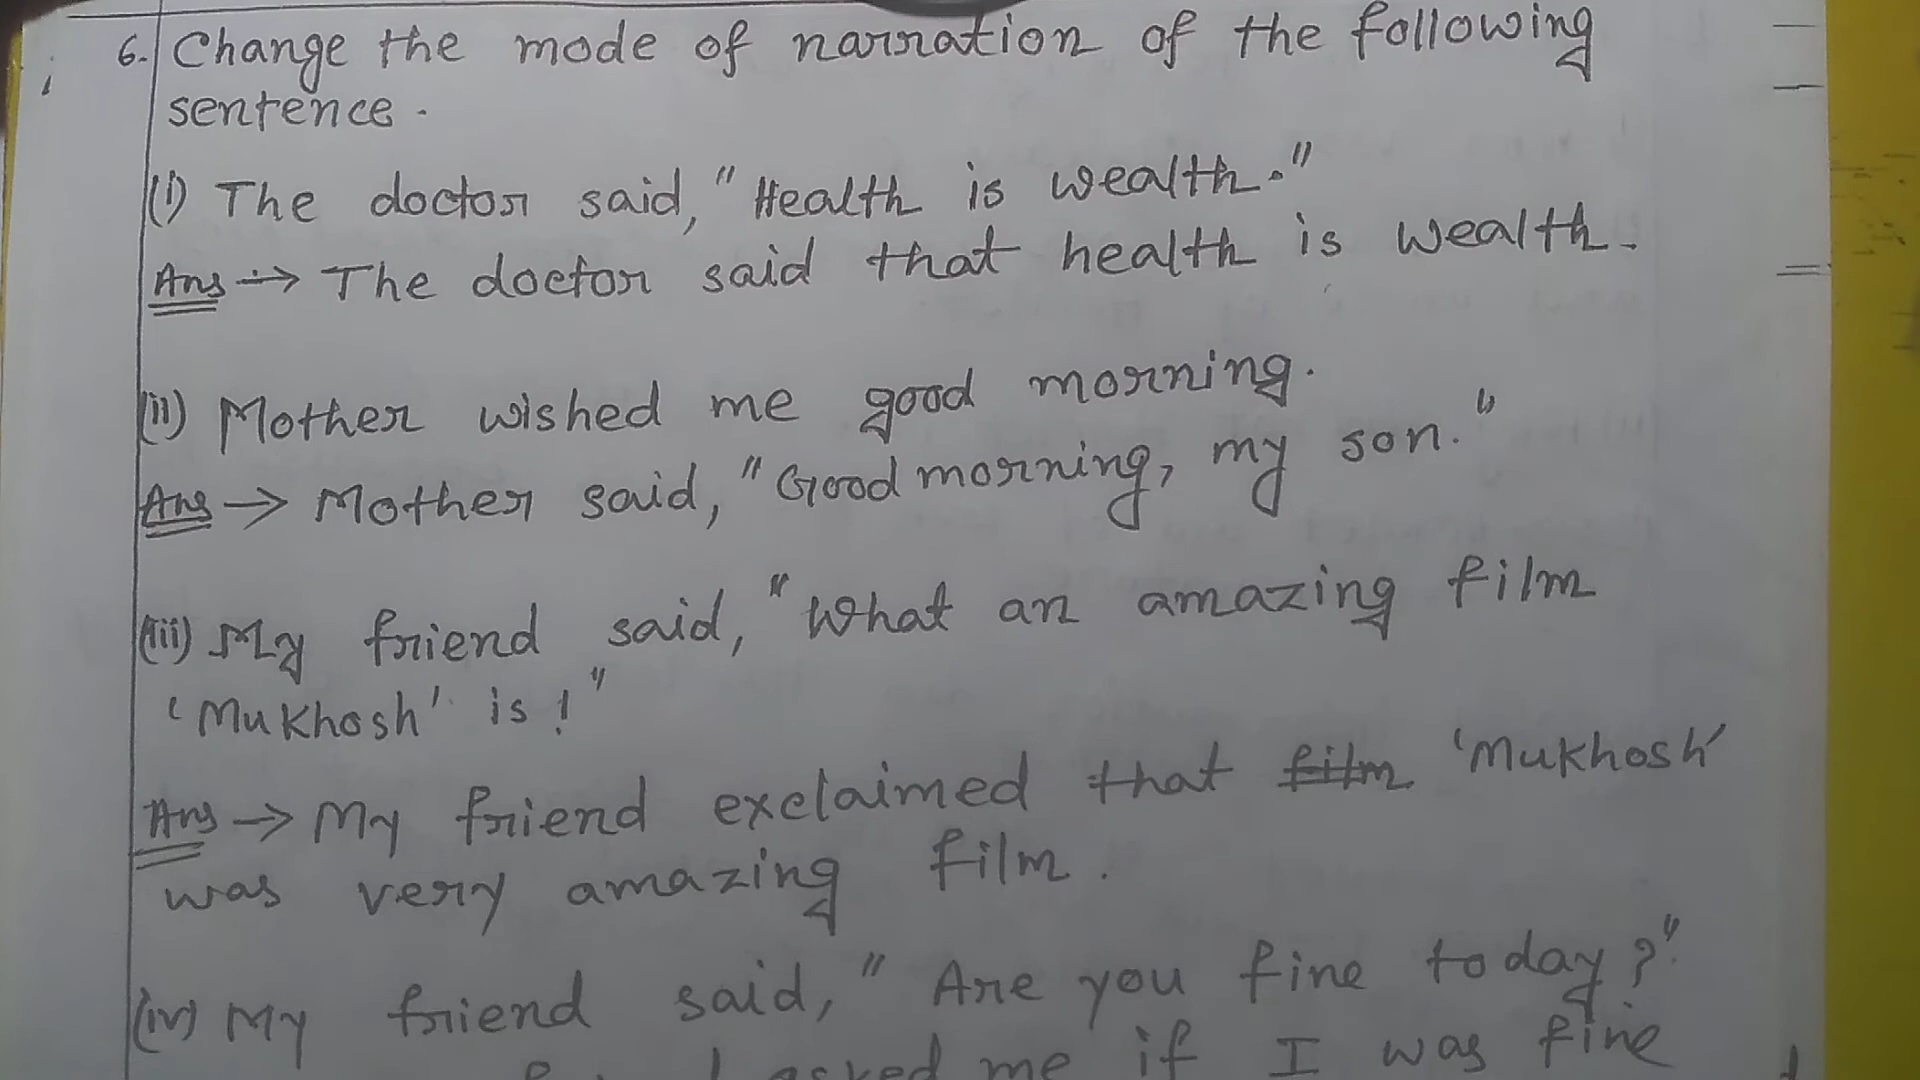 6. Change the mode of narration of the following
sentence.
(i) The doctor said, "Health is wealth."
Ans → The doctor said that health is wealth.
(ii) Mother wished me good morning.
Ans → Mother said, "Good morning, my son."
(iii) My friend said, "What an amazing film
'Mukhosh' is!"
Ans → My friend exclaimed that film 'Mukhosh'
was very amazing film.
(iv) My friend said, "Are you fine today?"
asked me if I was fine